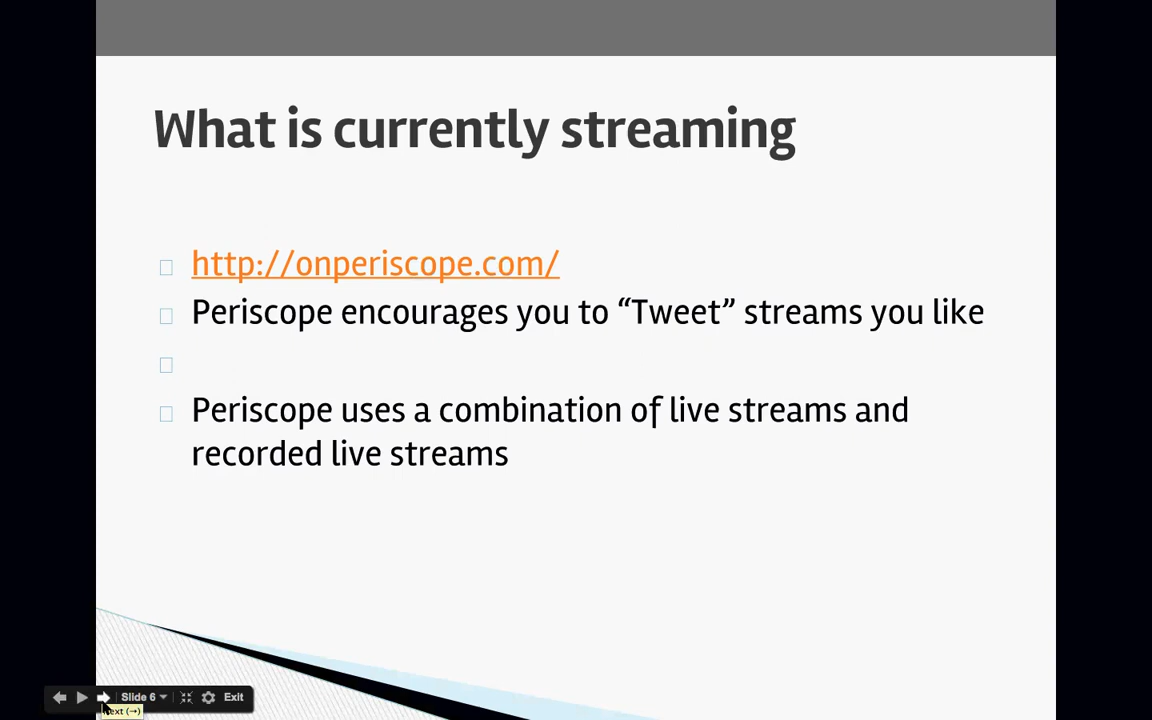 What is currently streaming
http://onperiscope.com/
Periscope encourages you to “Tweet” streams you like
Periscope uses a combination of live streams and
recorded live streams
Slide 6
Exit
(→)